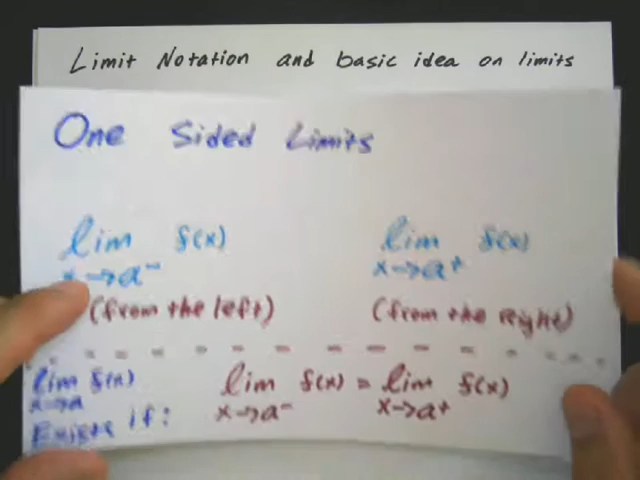 Limit Notation and basic idea on limits
One Sided Limits
lim f(x) lim f(x)
x→a⁻ x→a⁺
(from the left) (from the right)
lim f(x) lim f(x) = lim f(x)
x→a x→a⁻ x→a⁺
Exists if: